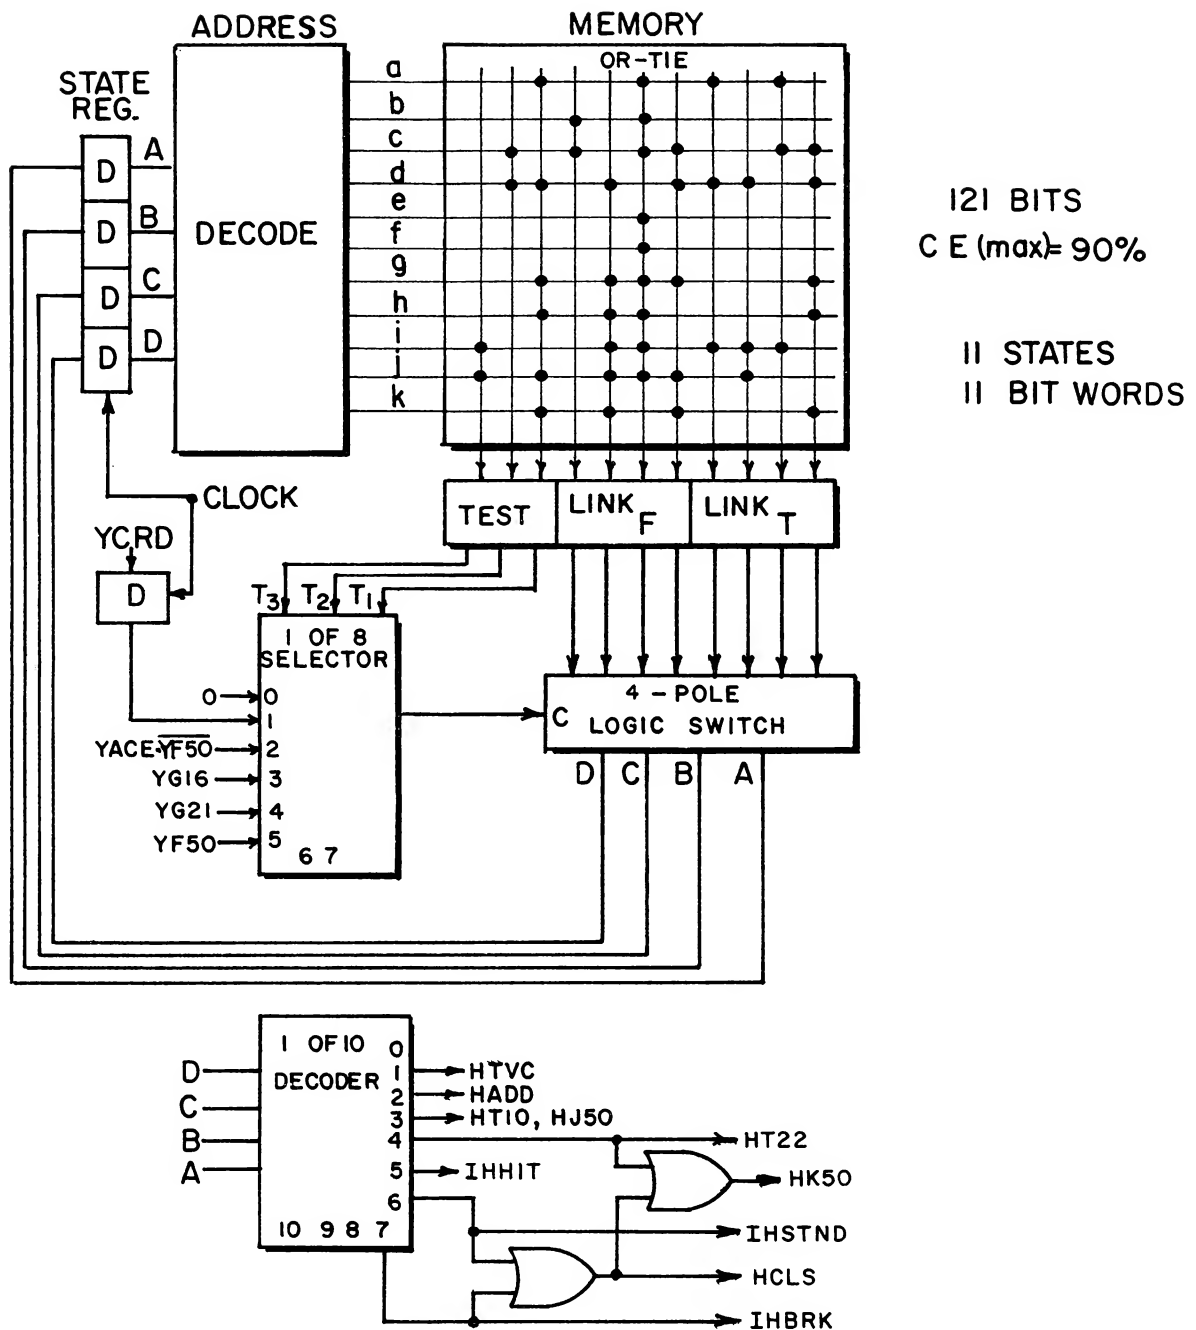 ADDRESS
MEMORY
OR-TIE
STATE
REG.
a
b
c
d
e
f
g
h
i
j
k
D A
D B
D C
D D
DECODE
121 BITS
C E (max)= 90%
11 STATES
11 BIT WORDS
CLOCK
YCRD
D
TEST
LINK F
LINK T
T3 T2 T1
1 OF 8
SELECTOR
0 0
1
YACE·\overline{YF50} 2
YG16 3
YG21 4
YF50 5
6 7
4 - POLE
C LOGIC SWITCH
D C B A
1 OF 10
DECODER
D
C
B
A
0
1 HTVC
2 HADD
3 HT10, HJ50
4 HT22
5 IHHIT
6
10 9 8 7
HK50
IHSTND
HCLS
IHBRK